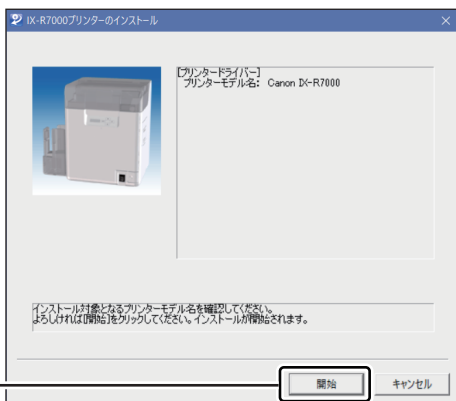 IX-R7000プリンターのインストール
[プリンタードライバー]
プリンターモデル名: Canon IX-R7000
インストール対象となるプリンターモデル名を確認してください。
よろしければ[開始]をクリックしてください。インストールが開始されます。
開始
キャンセル